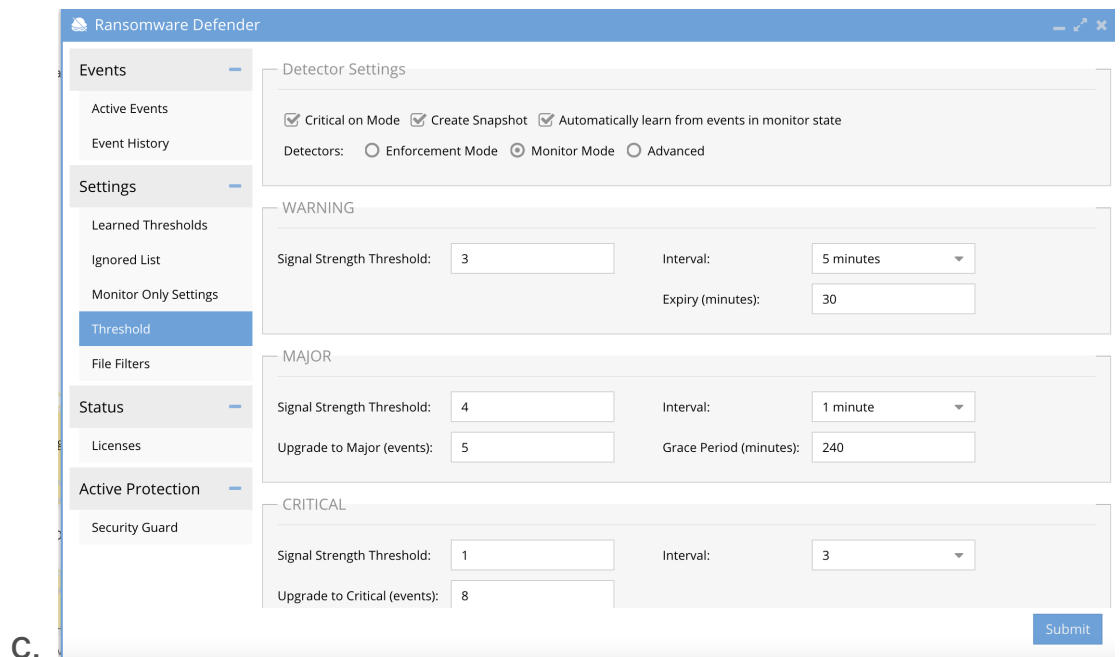 Ransomware Defender
Events
Active Events
Event History
Settings
Learned Thresholds
Ignored List
Monitor Only Settings
Threshold
File Filters
Status
Licenses
Active Protection
Security Guard
Detector Settings
Critical on Mode Create Snapshot Automatically learn from events in monitor state
Detectors: Enforcement Mode Monitor Mode Advanced
WARNING
Signal Strength Threshold: 3 Interval: 5 minutes
Expiry (minutes): 30
MAJOR
Signal Strength Threshold: 4 Interval: 1 minute
Upgrade to Major (events): 5 Grace Period (minutes): 240
CRITICAL
Signal Strength Threshold: 1 Interval: 3
Upgrade to Critical (events): 8
Submit
C.